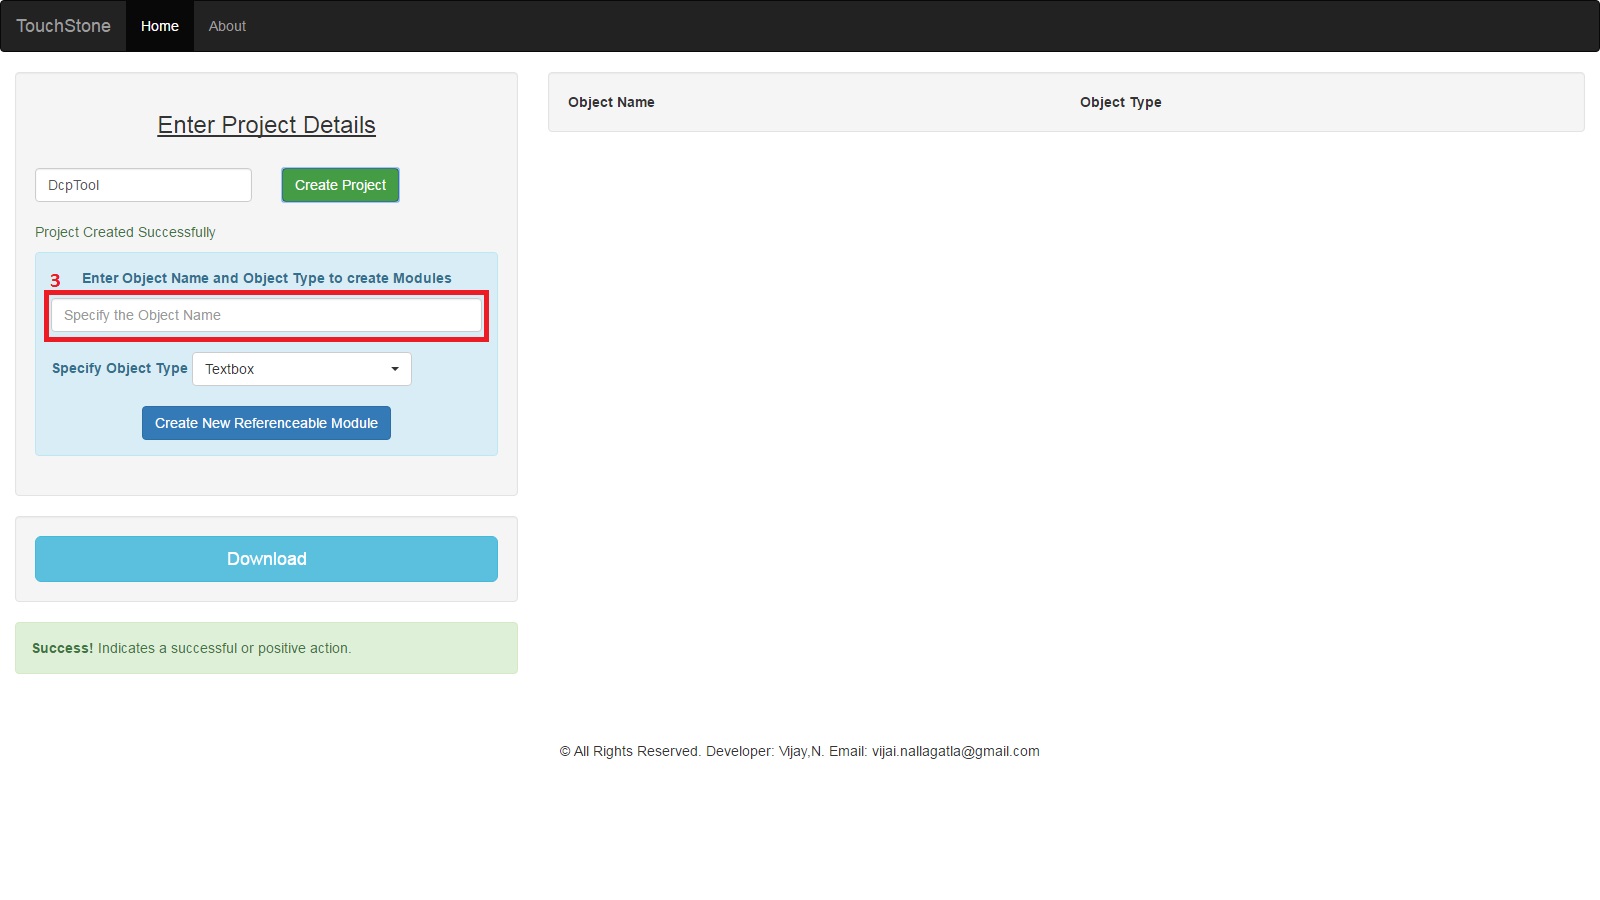 TouchStone Home About
Enter Project Details
DcpTool Create Project
Project Created Successfully
3 Enter Object Name and Object Type to create Modules
Specify the Object Name
Specify Object Type Textbox
Create New Referenceable Module
Download
Success! Indicates a successful or positive action.
Object Name Object Type
© All Rights Reserved. Developer: Vijay,N. Email: vijai.nallagatla@gmail.com